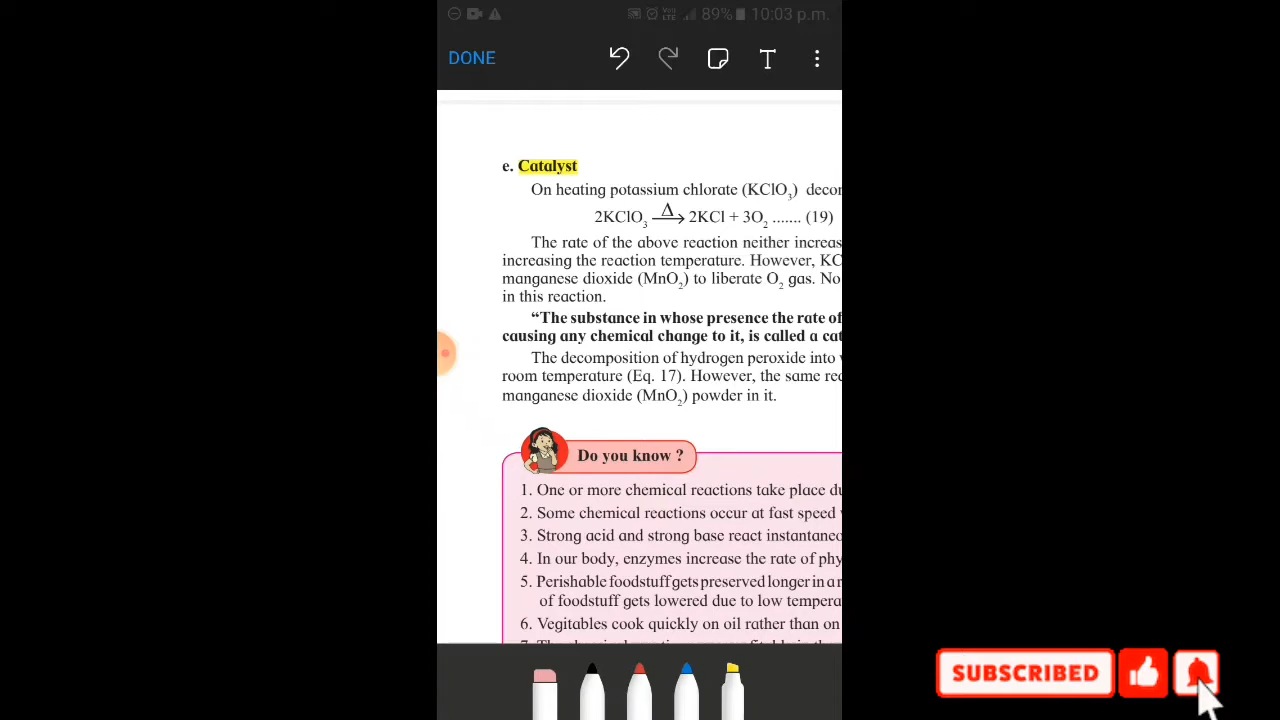 Vo))
LTE
89% 10:03 p.m.
DONE
T
e. Catalyst
On heating potassium chlorate (KClO3) decor
2KClO3 Δ→ 2KCl + 3O2 ....... (19)
The rate of the above reaction neither increas
increasing the reaction temperature. However, KC
manganese dioxide (MnO2) to liberate O2 gas. No
in this reaction.
“The substance in whose presence the rate of
causing any chemical change to it, is called a cat
The decomposition of hydrogen peroxide into
room temperature (Eq. 17). However, the same rea
manganese dioxide (MnO2) powder in it.
Do you know ?
1. One or more chemical reactions take place du
2. Some chemical reactions occur at fast speed
3. Strong acid and strong base react instantaneo
4. In our body, enzymes increase the rate of phy
5. Perishable foodstuff gets preserved longer in a r
of foodstuff gets lowered due to low tempera
6. Vegitables cook quickly on oil rather than on
SUBSCRIBED